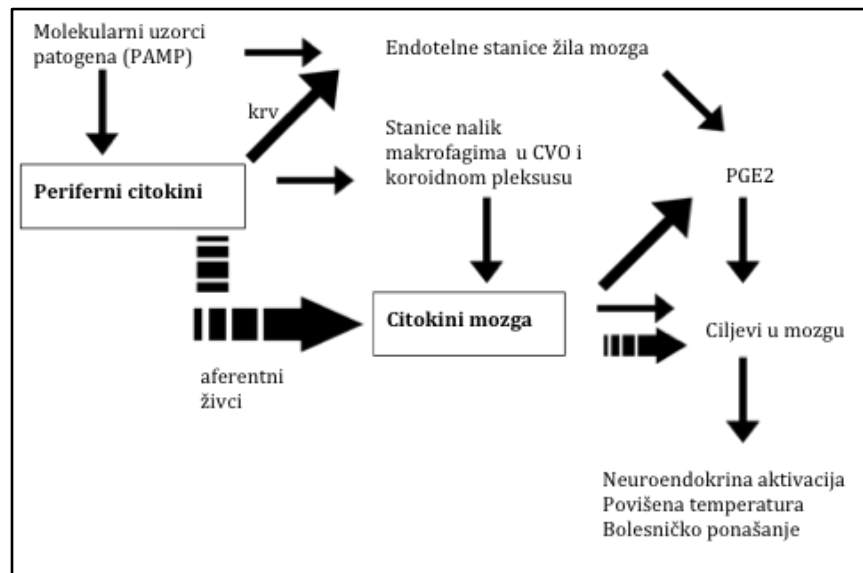 Molekularni uzorci
patogena (PAMP)
Endotelne stanice žila mozga
krv
Stanice nalik
makrofagima u CVO i
koroidnom pleksusu
Periferni citokini
PGE2
Citokini mozga
Ciljevi u mozgu
aferentni
živci
Neuroendokrina aktivacija
Povišena temperatura
Bolesničko ponašanje